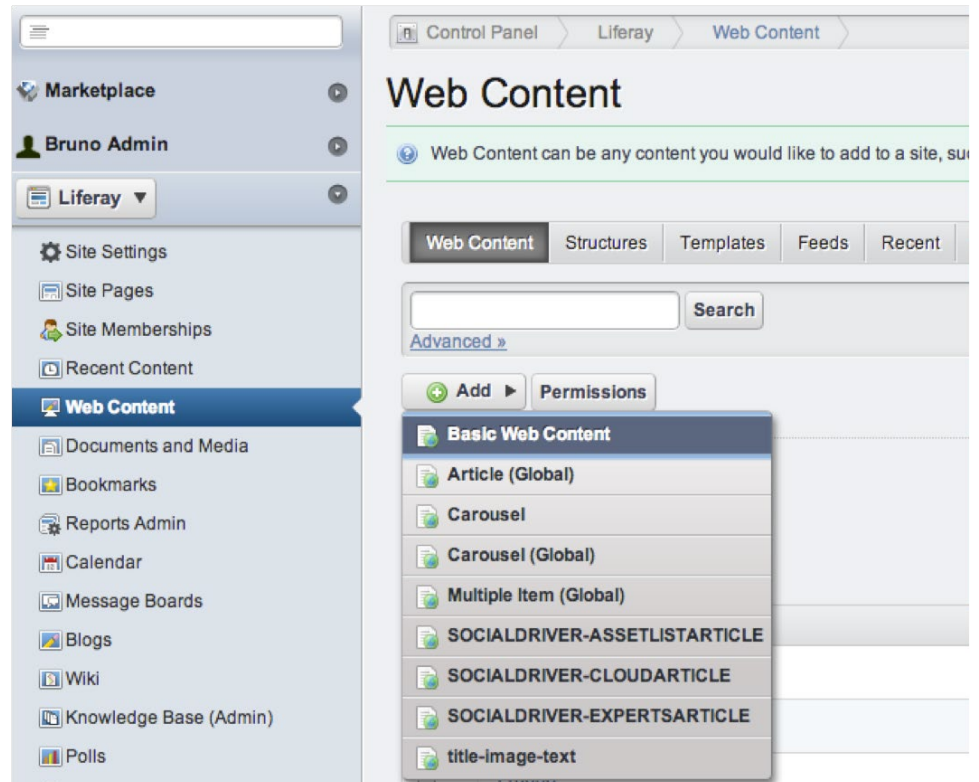 Marketplace
Bruno Admin
Liferay
Site Settings
Site Pages
Site Memberships
Recent Content
Web Content
Documents and Media
Bookmarks
Reports Admin
Calendar
Message Boards
Blogs
Wiki
Knowledge Base (Admin)
Polls
Control Panel Liferay Web Content
Web Content
Web Content can be any content you would like to add to a site,
Web Content Structures Templates Feeds Recent
Search
Advanced »
Add Permissions
Basic Web Content
Article (Global)
Carousel
Carousel (Global)
Multiple Item (Global)
SOCIALDRIVER-ASSETLISTARTICLE
SOCIALDRIVER-CLOUDARTICLE
SOCIALDRIVER-EXPERTSARTICLE
title-image-text